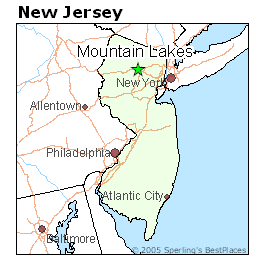 New Jersey
Mountain Lakes
New York
Allentown
Philadelphia
Atlantic City
Baltimore
© 2005 Sperling's BestPlaces